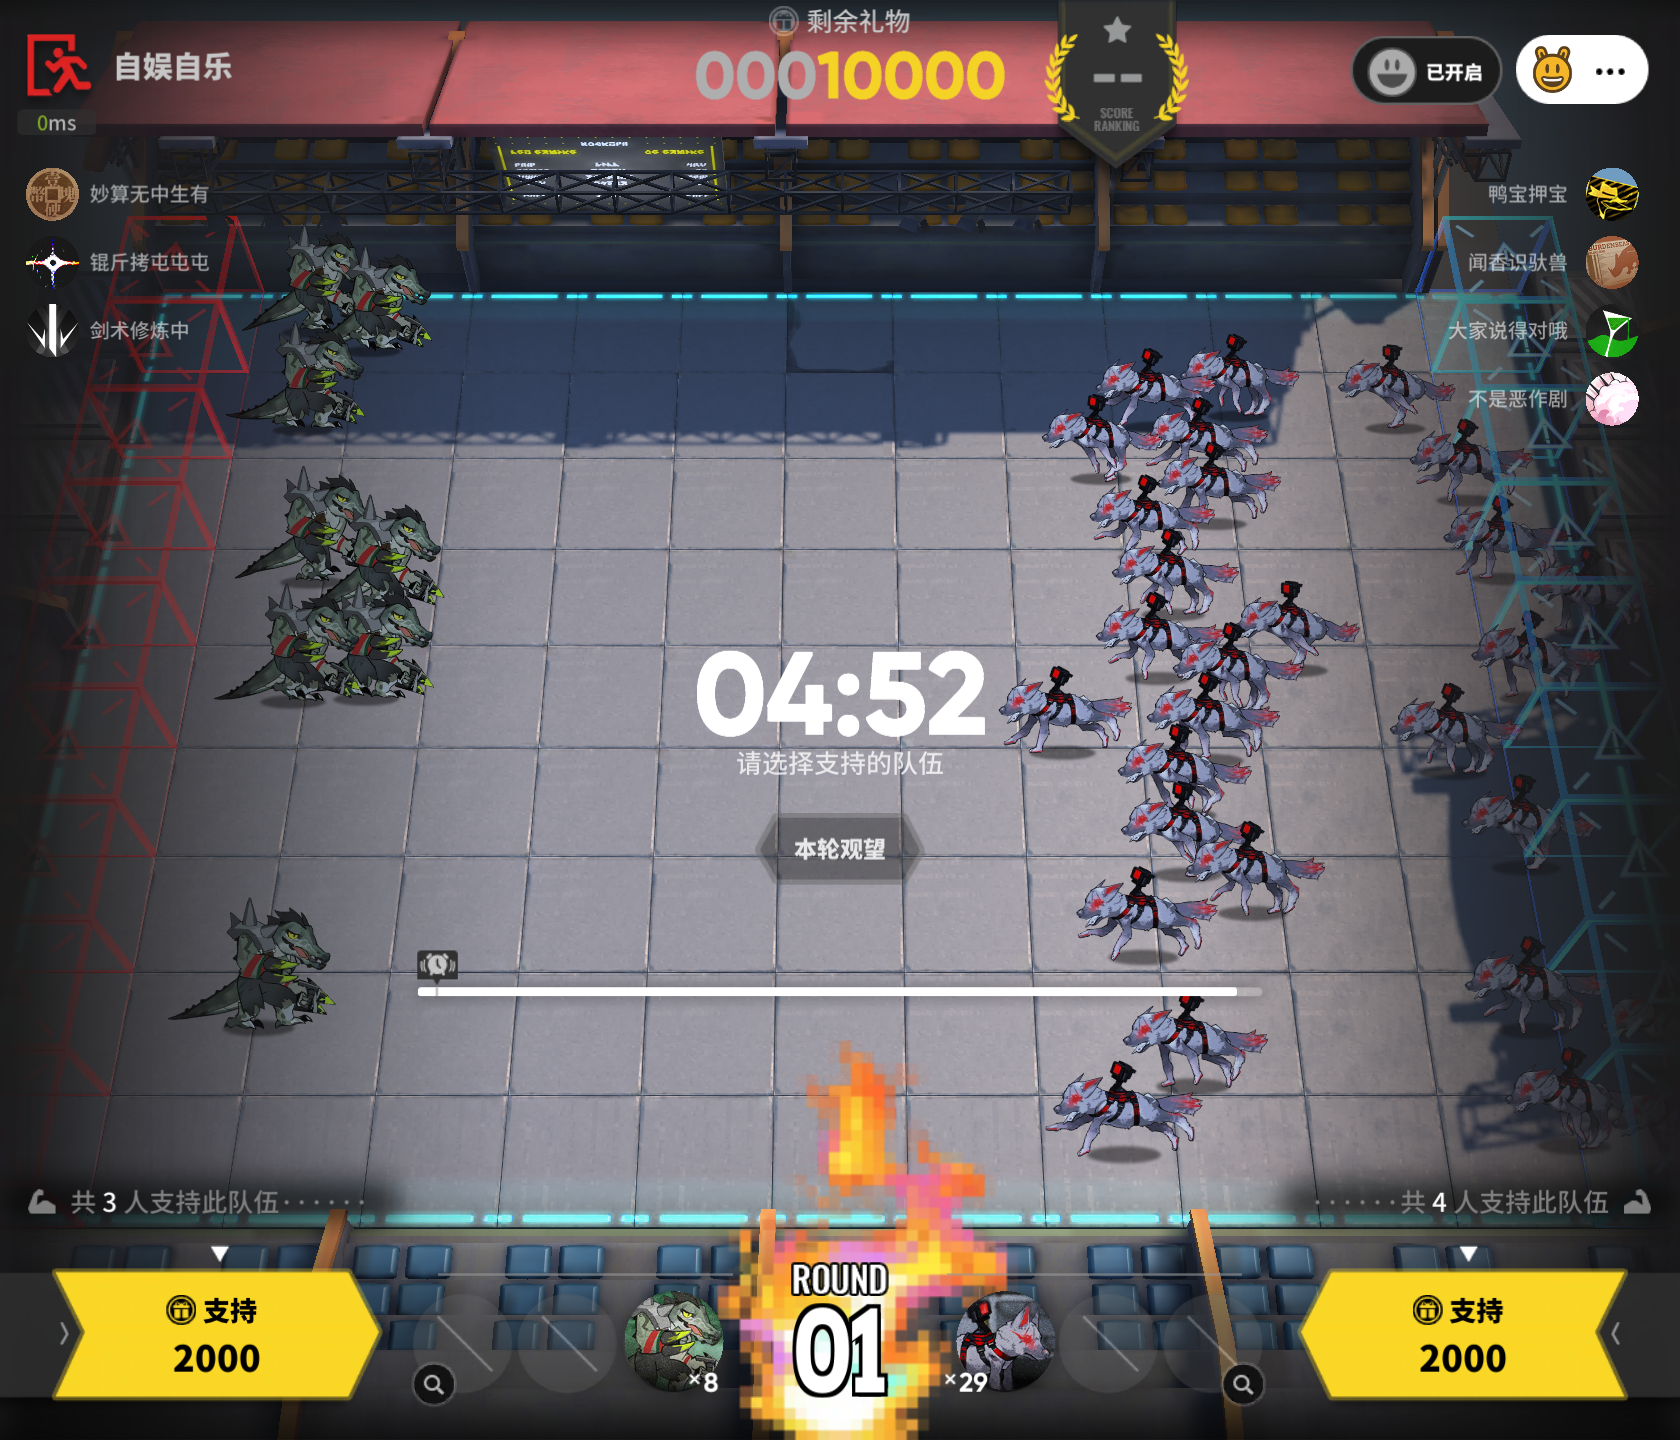 剩余礼物
自娱自乐
00010000
已开启
0ms
SCORE
RANKING
妙算无中生有
锟斤拷屯屯屯
剑术修炼中
鸭宝押宝
闻香识驮兽
大家说得对哦
不是恶作剧
04:52
请选择支持的队伍
本轮观望
共 3 人支持此队伍······
······共 4 人支持此队伍
支持
2000
×8
ROUND
01
×29
支持
2000